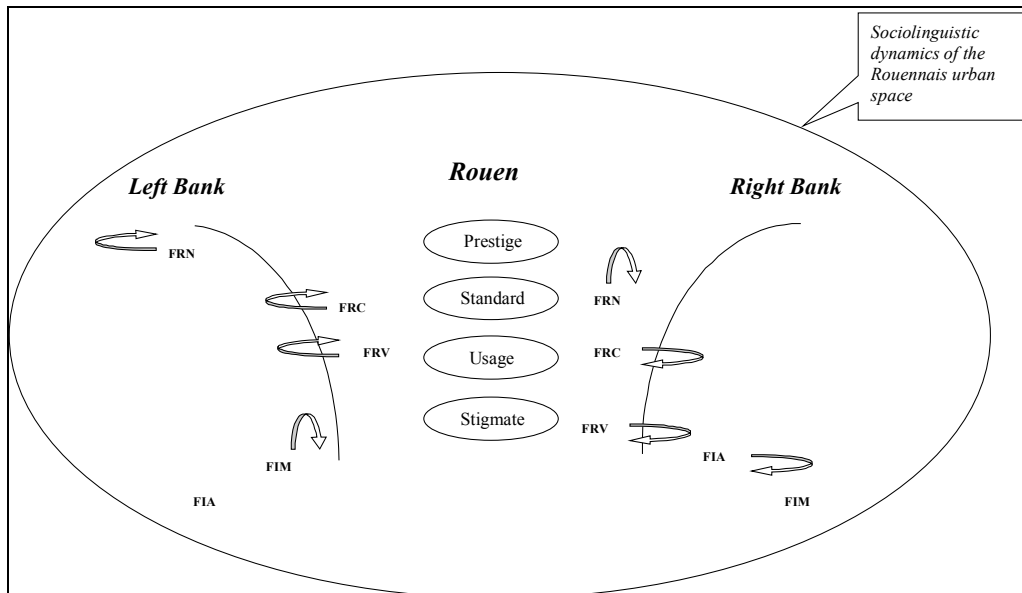 Sociolinguistic
dynamics of the
Rouennais urban
space
Rouen
Left Bank
Right Bank
Prestige
FRN
Standard
FRN
FRC
Usage
FRC
FRV
Stigmate
FRV
FIA
FIM
FIA
FIM